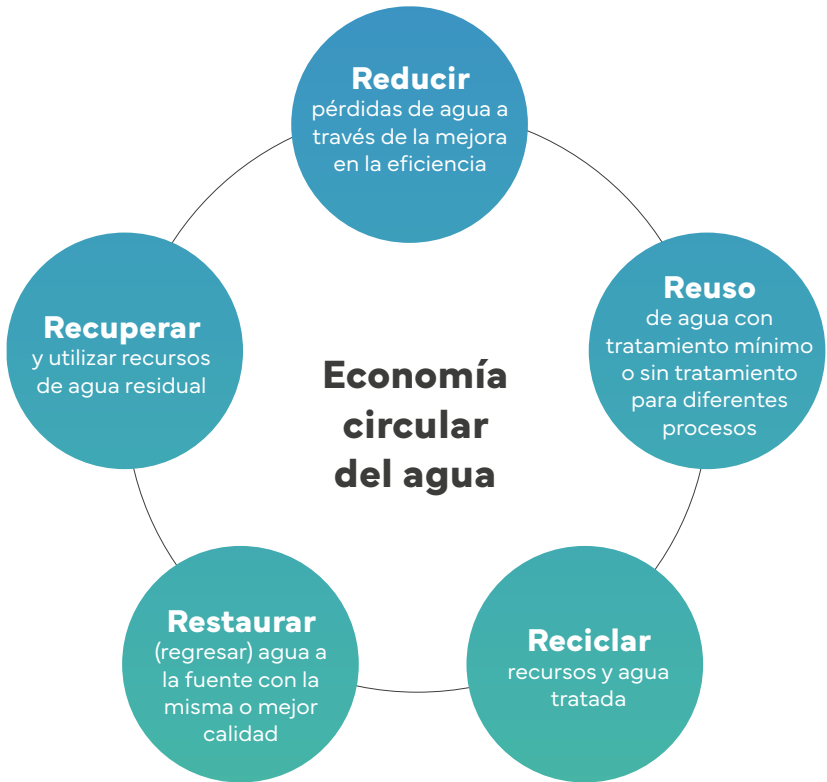 Reducir
pérdidas de agua a
través de la mejora
en la eficiencia
Reuso
de agua con
tratamiento mínimo
o sin tratamiento
para diferentes
procesos
Reciclar
recursos y agua
tratada
Restaurar
(regresar) agua a
la fuente con la
misma o mejor
calidad
Recuperar
y utilizar recursos
de agua residual
Economía
circular
del agua